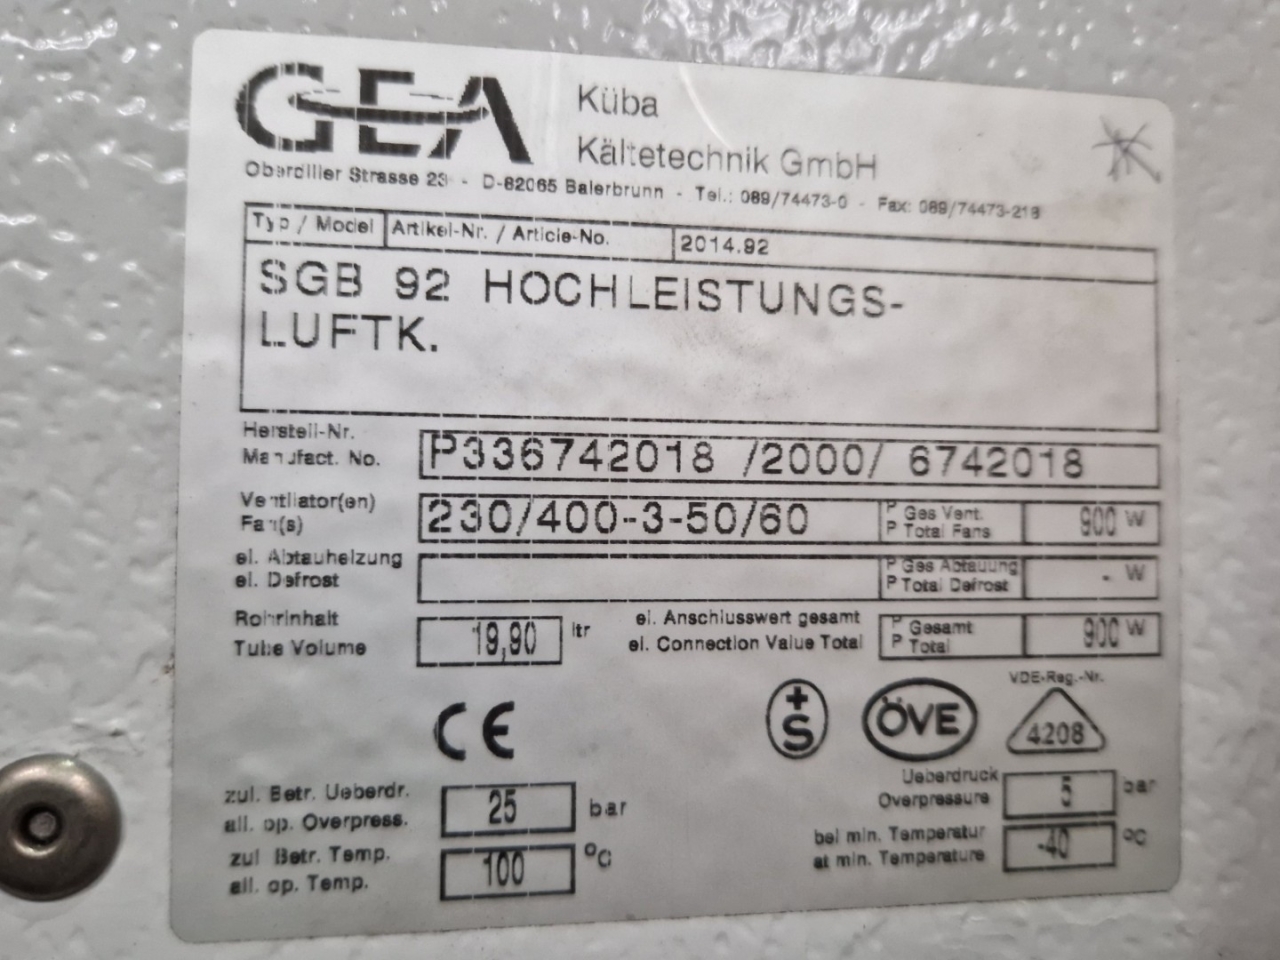 GEA
Küba
Kältetechnik GmbH
Oberdiller Strasse 23 - D-82065 Baierbrunn - Tel.: 089/74473-0 - Fax: 089/74473-218
Typ / Model Artikel-Nr. / Article-No. 2014.92
SGB 92 HOCHLEISTUNGS-
LUFTK.
Herstell-Nr.
Manufact. No.
P336742018 /2000/ 6742018
Ventilator(en)
Fan(s)
230/400-3-50/60
P Ges Vent.
P Total Fans
900 W
el. Abtauheizung
el. Defrost
P Ges Abtauung
P Total Defrost
- W
Rohrinhalt
Tube Volume
19,90 ltr
el. Anschlusswert gesamt
el. Connection Value Total
P Gesamt
P Total
900 W
CE
+S
ÖVE
VDE-Reg.-Nr.
4208
zul. Betr. Ueberdr.
all. op. Overpress.
25 bar
zul Betr. Temp.
all. op. Temp.
100 °C
Ueberdruck
Overpressure
5 bar
bei min. Temperatur
at min. Temperature
-40 °C